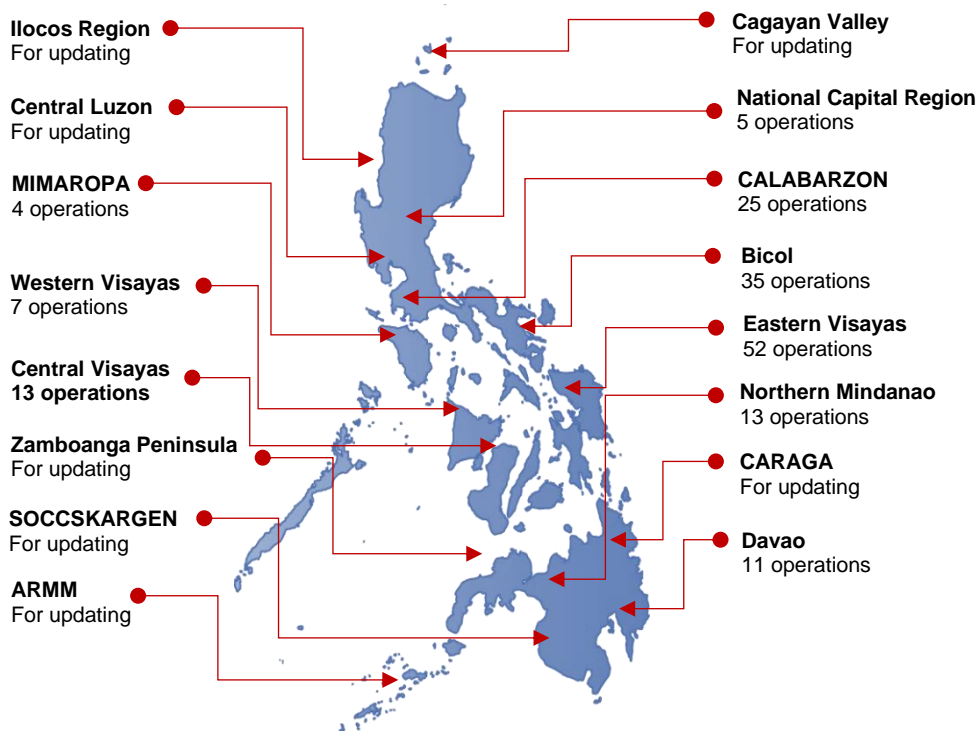 Ilocos Region
For updating
Central Luzon
For updating
MIMAROPA
4 operations
Western Visayas
7 operations
Central Visayas
13 operations
Zamboanga Peninsula
For updating
SOCCSKARGEN
For updating
ARMM
For updating
Cagayan Valley
For updating
National Capital Region
5 operations
CALABARZON
25 operations
Bicol
35 operations
Eastern Visayas
52 operations
Northern Mindanao
13 operations
CARAGA
For updating
Davao
11 operations